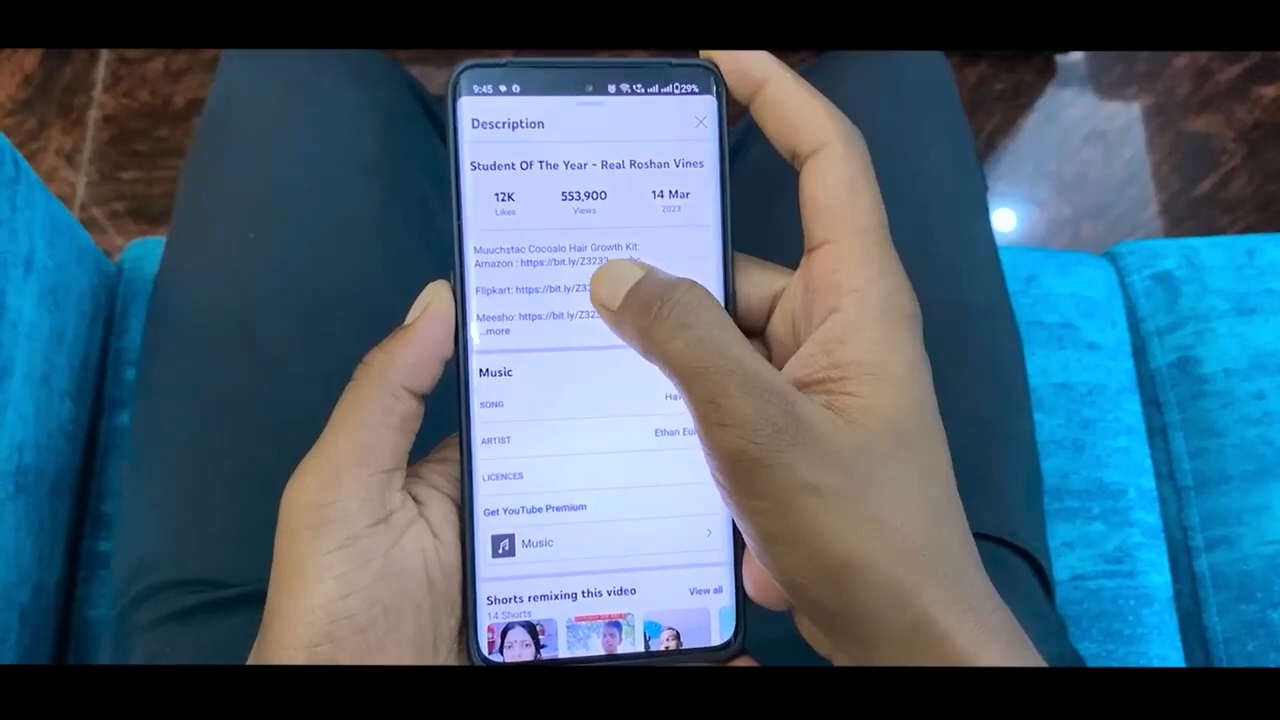 9:45 29%
Description
Student Of The Year - Real Roshan Vines
12K 553,900 14 Mar
Likes Views 2023
Muuchstac Cocoalo Hair Growth Kit:
Amazon : https://bit.ly/Z3233
Flipkart: https://bit.ly/Z32
Meesho: https://bit.ly/Z323
...more
Music
SONG
ARTIST Ethan
LICENCES
Get YouTube Premium
Music
Shorts remixing this video View all
14 Shorts